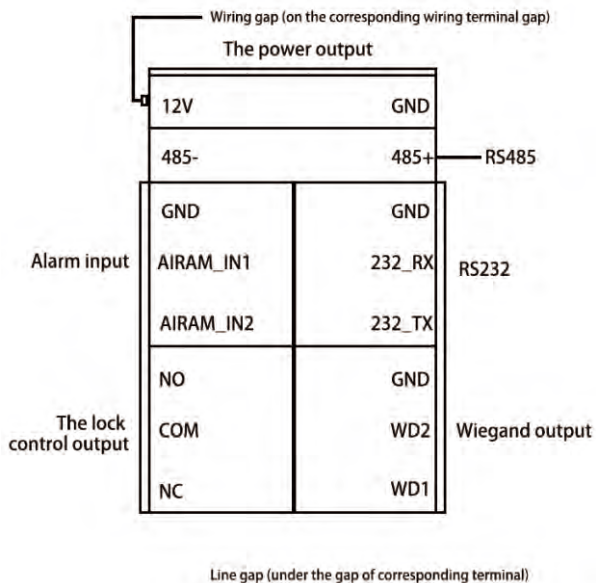 Wiring gap (on the corresponding wiring terminal gap)
The power output
12V GND
485- 485+ RS485
GND GND
Alarm input AIRAM_IN1 232_RX RS232
AIRAM_IN2 232_TX
NO GND
The lock
control output COM WD2 Wiegand output
NC WD1
Line gap (under the gap of corresponding terminal)